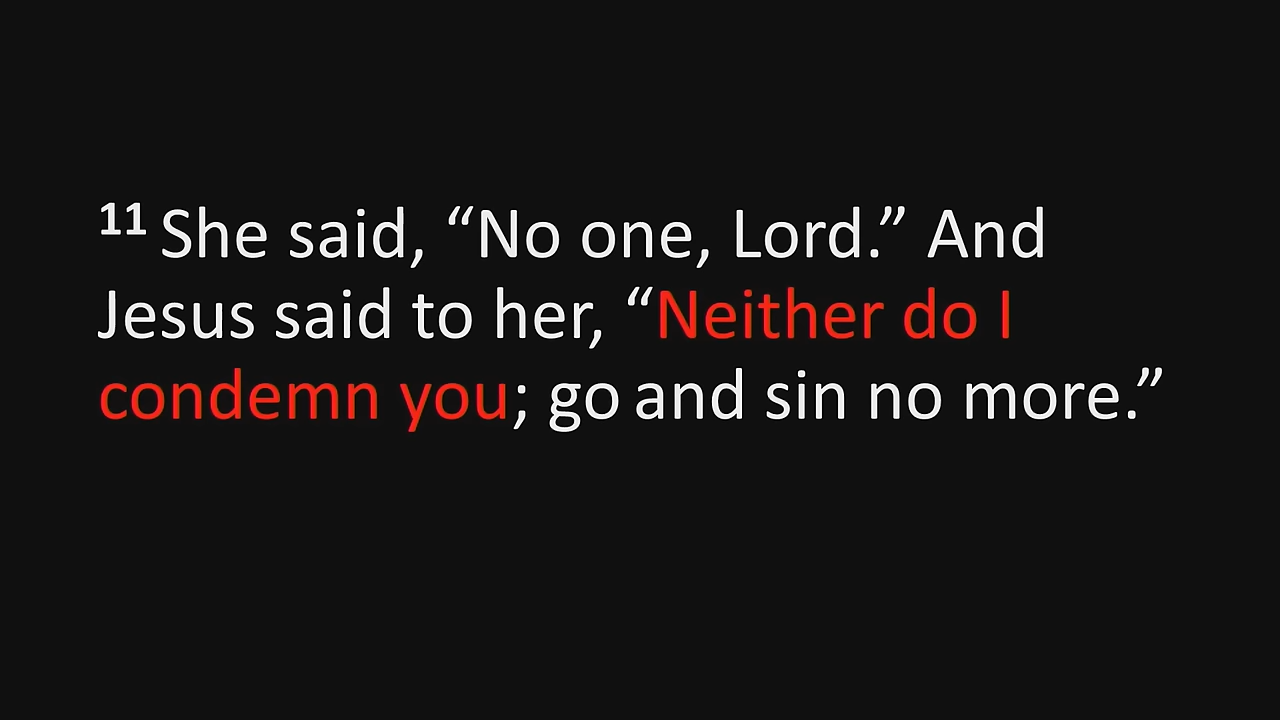 11 She said, “No one, Lord.” And
Jesus said to her, “Neither do I
condemn you; go and sin no more.”